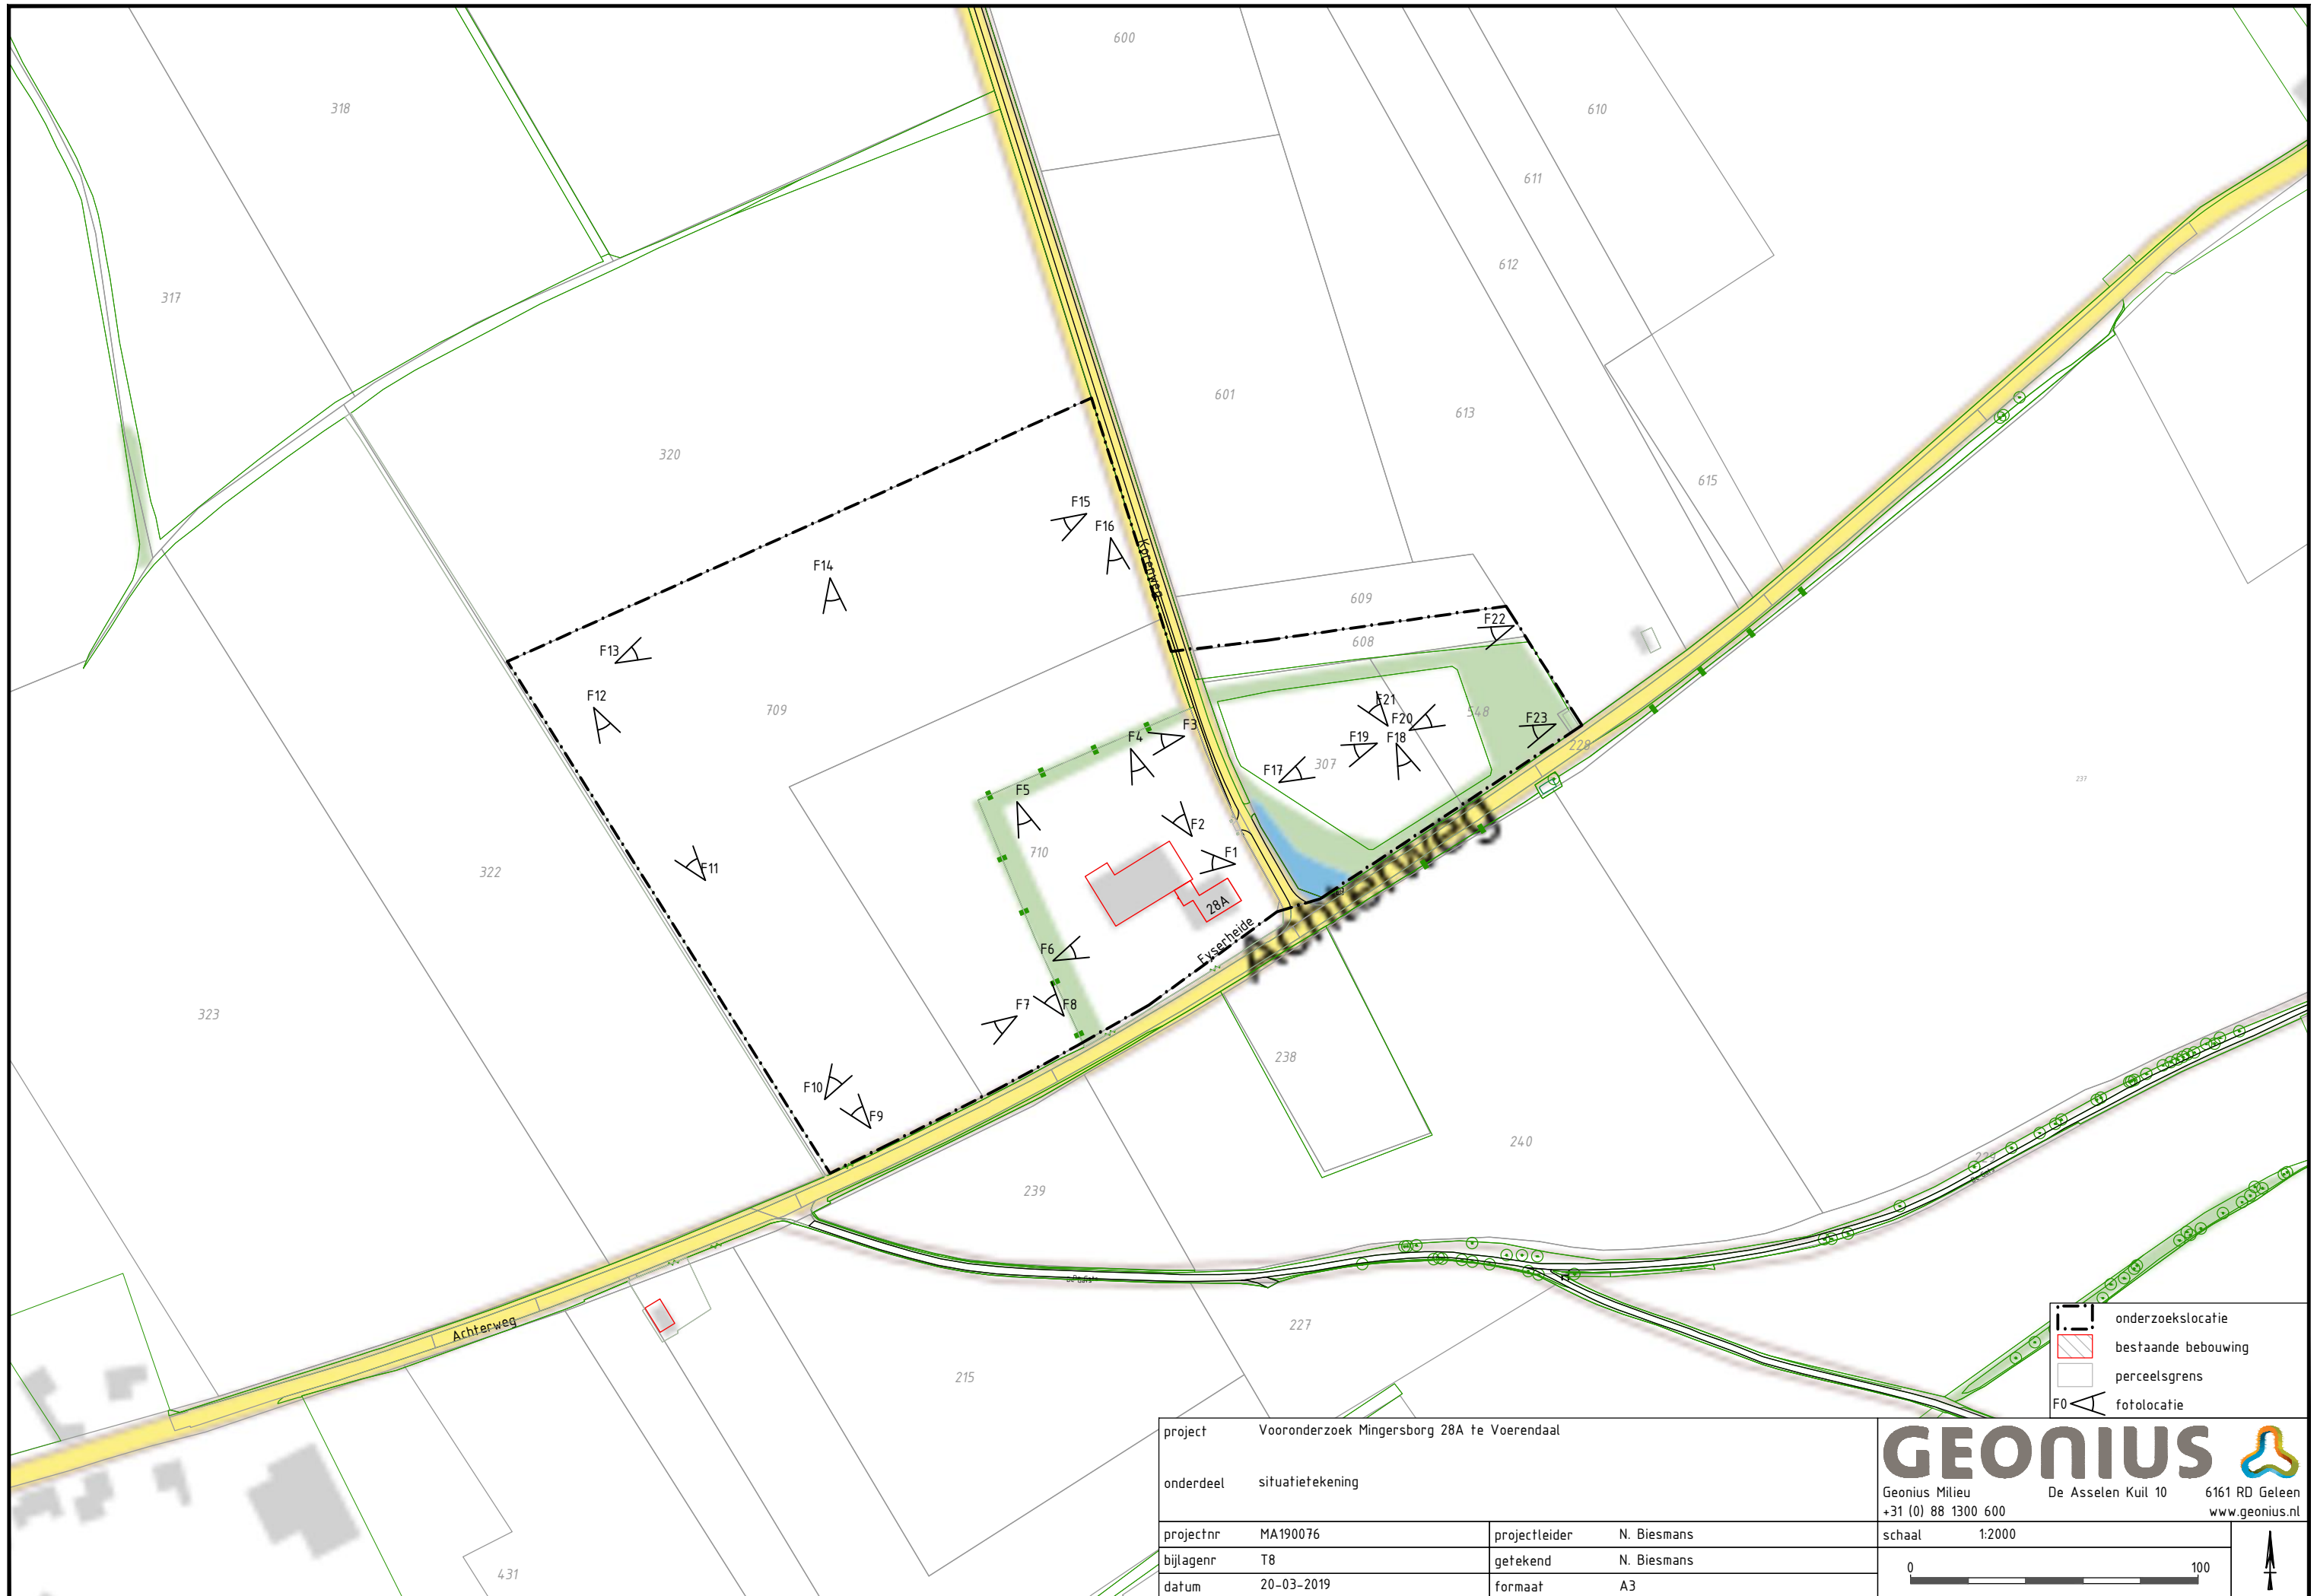 600
318
610
611
612
317
601
613
320
615
F15
F16
Korenweg
F14
609
608
F22
F13
F12
709
F21
F20
548
F23
F3
F4
F19
F18
228
F17
307
237
F5
F2
F1
710
F11
322
28A
Achterweg
Eyserheide
F6
323
F7
F8
238
F10
F9
240
239
229
Achterweg
227
215
431
onderzoekslocatie
bestaande bebouwing
perceelsgrens
F0 fotolocatie
project Vooronderzoek Mingersborg 28A te Voerendaal
onderdeel situatietekening
GEONIUS
Geonius Milieu De Asselen Kuil 10 6161 RD Geleen
+31 (0) 88 1300 600 www.geonius.nl
projectnr MA190076 projectleider N. Biesmans schaal 1:2000
bijlagenr T8 getekend N. Biesmans
0 100
datum 20-03-2019 formaat A3